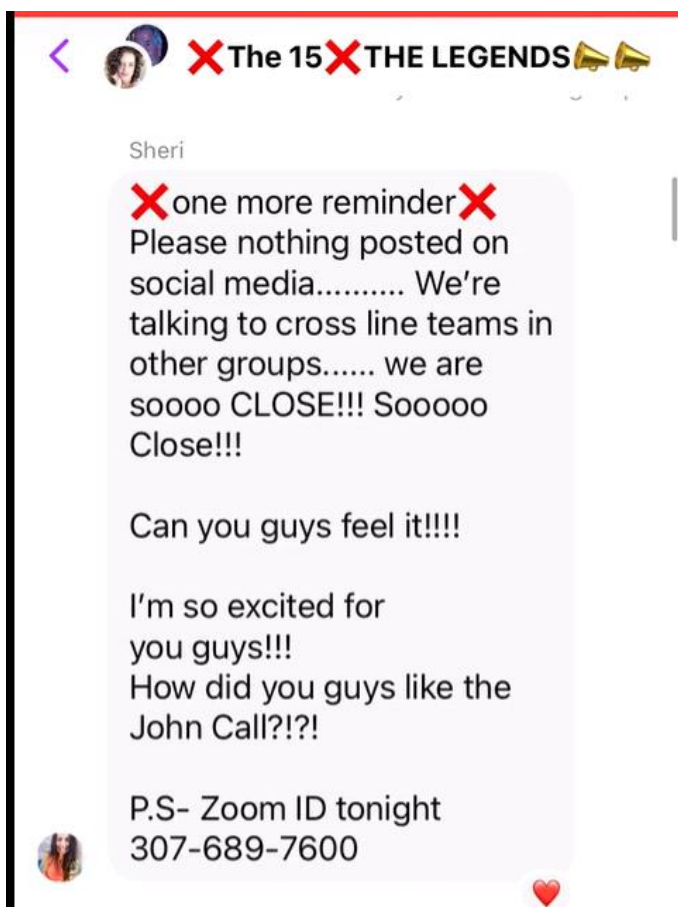 ❌The 15❌THE LEGENDS📣📣
Sheri
❌one more reminder❌
Please nothing posted on
social media.......... We’re
talking to cross line teams in
other groups...... we are
soooo CLOSE!!! Sooooo
Close!!!
Can you guys feel it!!!!
I’m so excited for
you guys!!!
How did you guys like the
John Call?!?!
P.S- Zoom ID tonight
307-689-7600